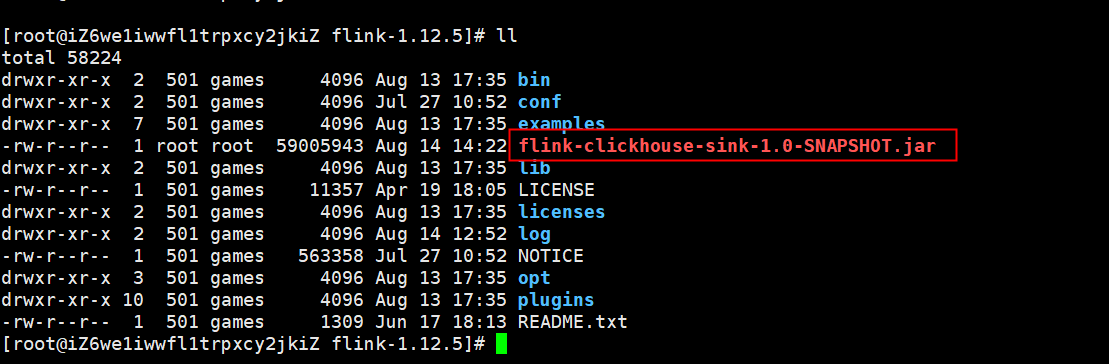 [root@iZ6we1iwwfl1trpxcy2jkiZ flink-1.12.5]# ll
total 58224
drwxr-xr-x  2  501 games     4096 Aug 13 17:35 bin
drwxr-xr-x  2  501 games     4096 Jul 27 10:52 conf
drwxr-xr-x  7  501 games     4096 Aug 13 17:35 examples
-rw-r--r--  1 root root  59005943 Aug 14 14:22 flink-clickhouse-sink-1.0-SNAPSHOT.jar
drwxr-xr-x  2  501 games     4096 Aug 13 17:35 lib
-rw-r--r--  1  501 games    11357 Apr 19 18:05 LICENSE
drwxr-xr-x  2  501 games     4096 Aug 13 17:35 licenses
drwxr-xr-x  2  501 games     4096 Aug 14 12:52 log
-rw-r--r--  1  501 games   563358 Jul 27 10:52 NOTICE
drwxr-xr-x  3  501 games     4096 Aug 13 17:35 opt
drwxr-xr-x 10  501 games     4096 Aug 13 17:35 plugins
-rw-r--r--  1  501 games     1309 Jun 17 18:13 README.txt
[root@iZ6we1iwwfl1trpxcy2jkiZ flink-1.12.5]#